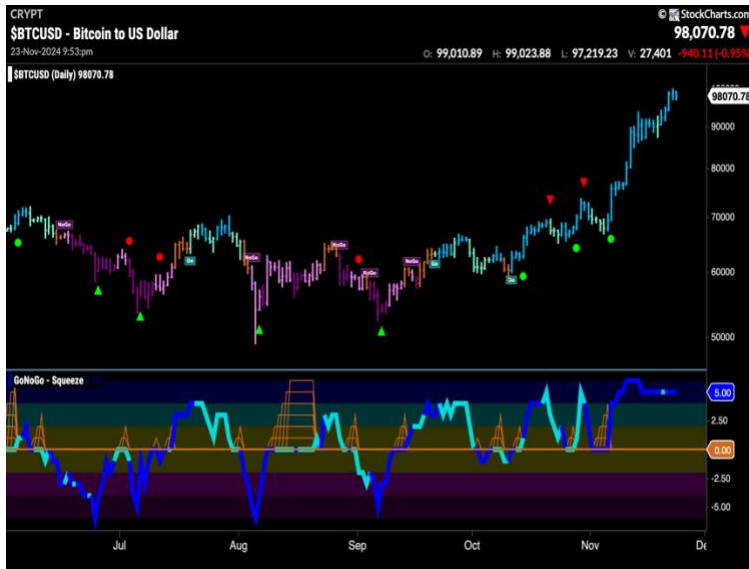 CRYPT
© StockCharts.com
$BTCUSD - Bitcoin to US Dollar
98,070.78
23-Nov-2024 9:53:pm
O: 99,010.89 H: 99,023.88 L: 97,219.23 V: 27,401 -940.11 (-0.95%
$BTCUSD (Daily) 98070.78
98070.78
90000
80000
70000
NoGo
NoGo
NoGo
NoGo
NoGo
Go
Go
Go
60000
50000
GoNoGo - Squeeze
5.00
2.50
0.00
-2.50
-5.00
Jul
Aug
Sep
Oct
Nov
De